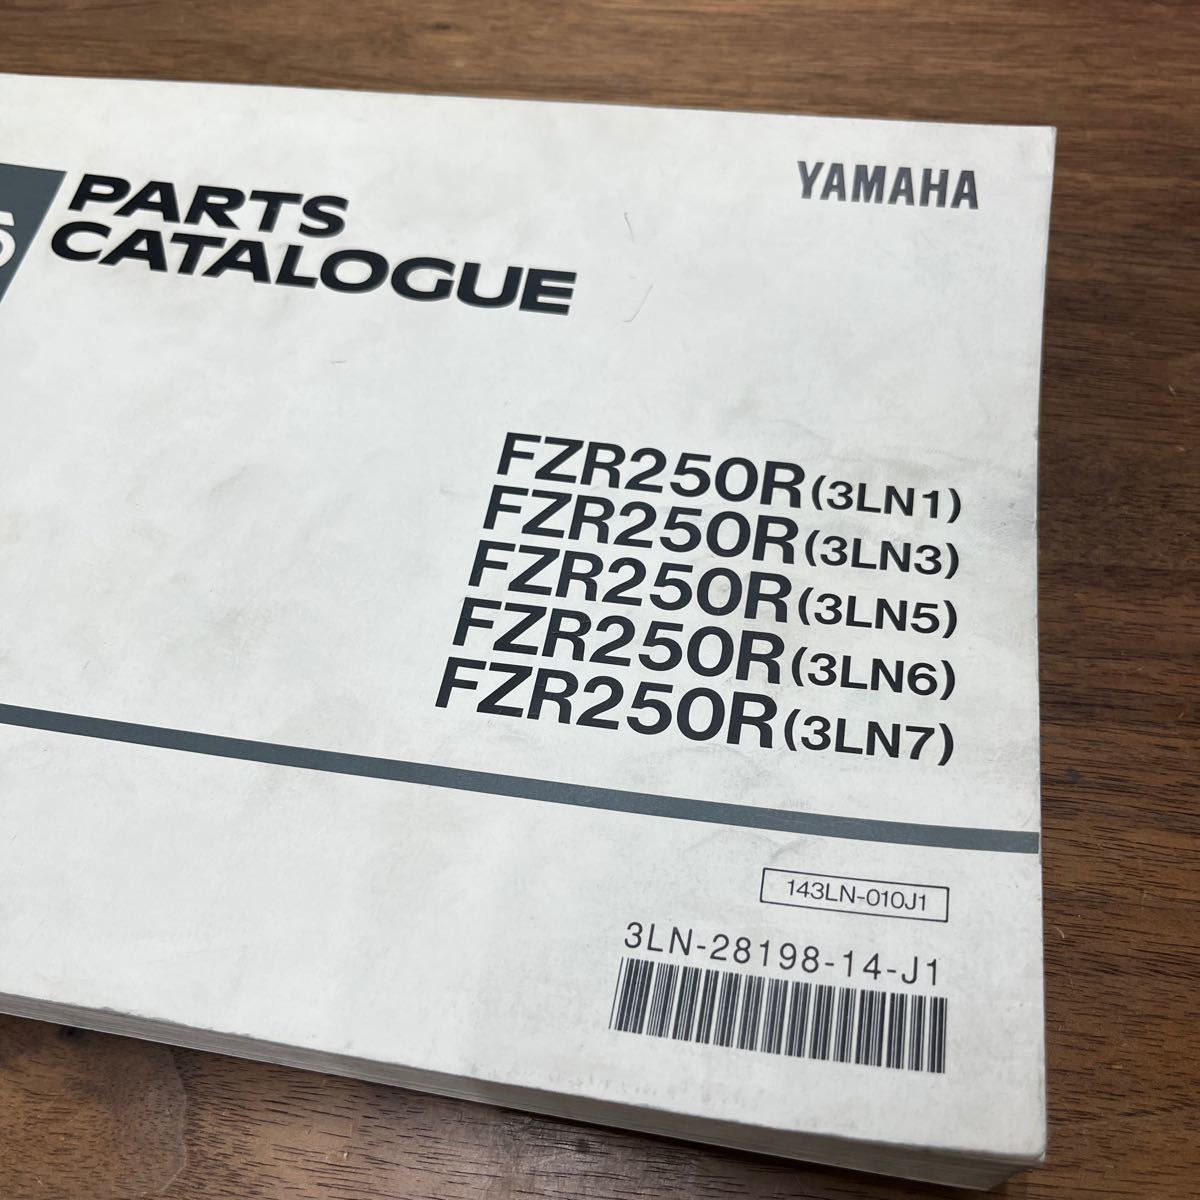 YAMAHA
PARTS
CATALOGUE
FZR250R(3LN1)
FZR250R(3LN3)
FZR250R(3LN5)
FZR250R(3LN6)
FZR250R(3LN7)
143LN-010J1
3LN-28198-14-J1